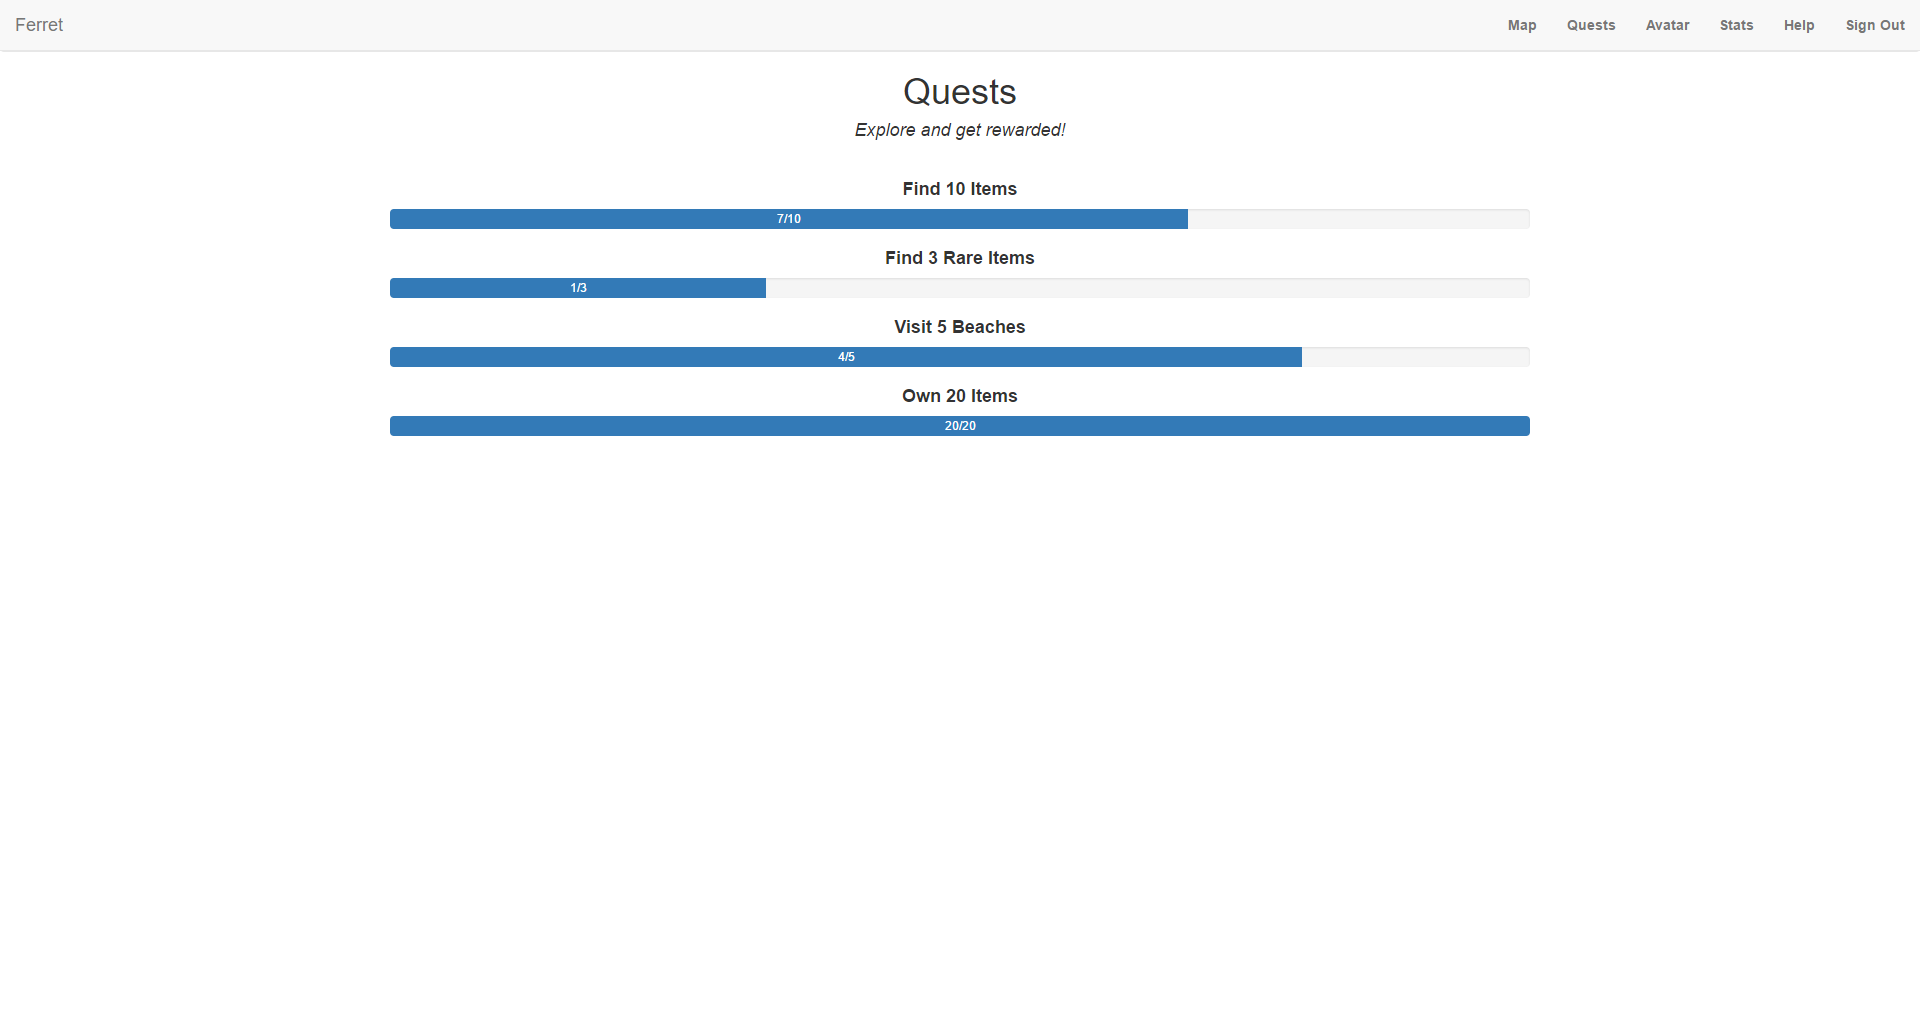 Ferret Map Quests Avatar Stats Help Sign Out
Quests
Explore and get rewarded!
Find 10 Items
7/10
Find 3 Rare Items
1/3
Visit 5 Beaches
4/5
Own 20 Items
20/20